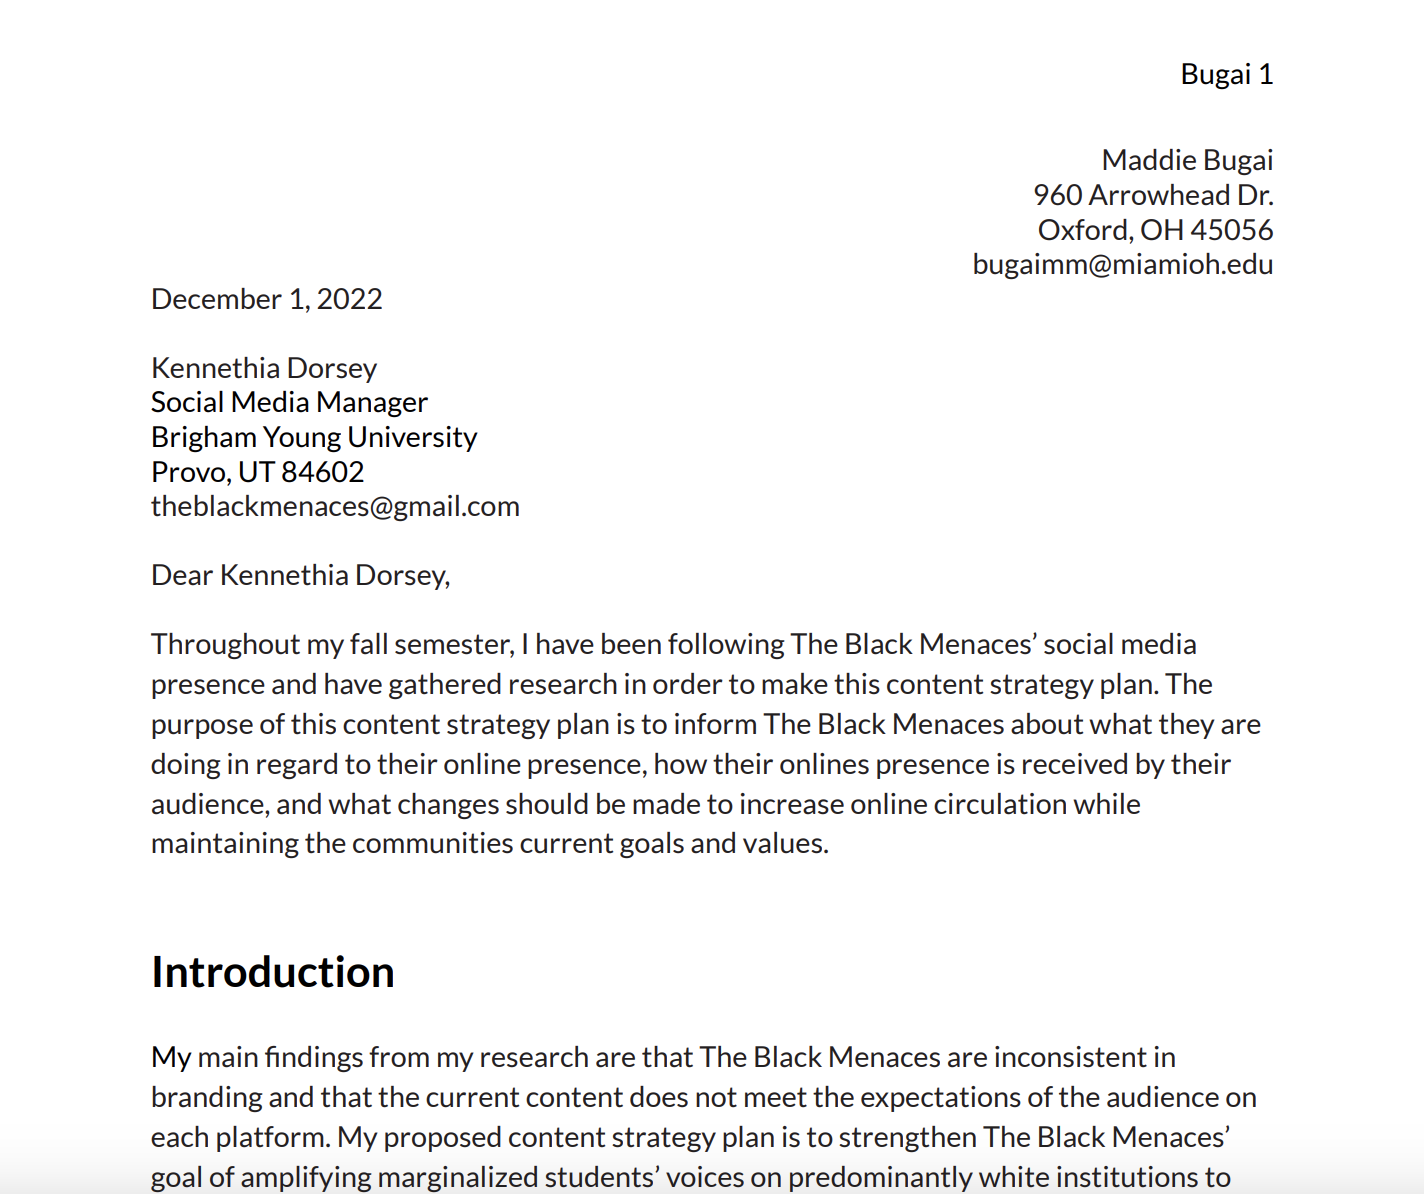 Bugai 1
Maddie Bugai
960 Arrowhead Dr.
Oxford, OH 45056
bugaimm@miamioh.edu
December 1, 2022
Kennethia Dorsey
Social Media Manager
Brigham Young University
Provo, UT 84602
theblackmenaces@gmail.com
Dear Kennethia Dorsey,
Throughout my fall semester, I have been following The Black Menaces’ social media
presence and have gathered research in order to make this content strategy plan. The
purpose of this content strategy plan is to inform The Black Menaces about what they are
doing in regard to their online presence, how their onlines presence is received by their
audience, and what changes should be made to increase online circulation while
maintaining the communities current goals and values.
Introduction
My main findings from my research are that The Black Menaces are inconsistent in
branding and that the current content does not meet the expectations of the audience on
each platform. My proposed content strategy plan is to strengthen The Black Menaces’
goal of amplifying marginalized students’ voices on predominantly white institutions to